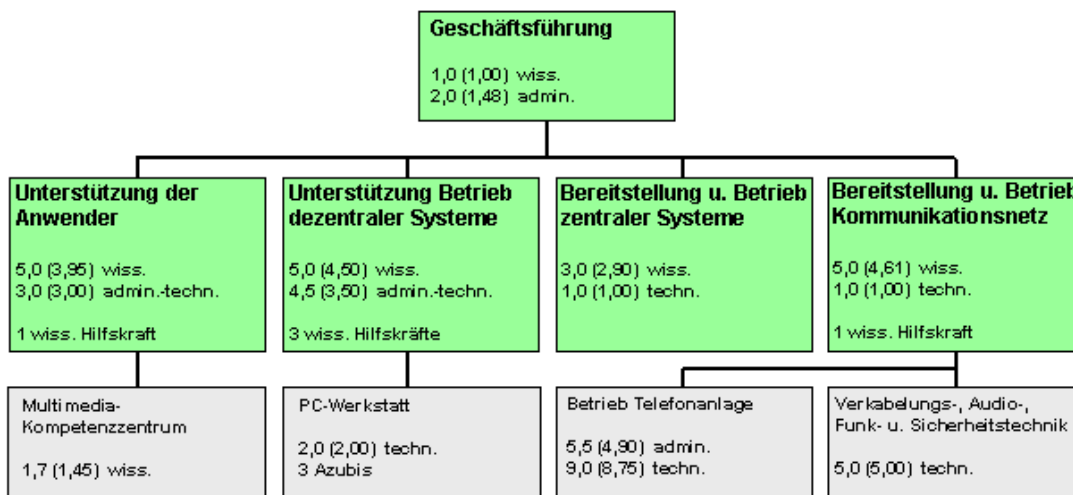 Geschäftsführung
1,0 (1,00) wiss.
2,0 (1,48) admin.
Unterstützung der
Anwender
5,0 (3,95) wiss.
3,0 (3,00) admin.-techn.
1 wiss. Hilfskraft
Unterstützung Betrieb
dezentraler Systeme
5,0 (4,50) wiss.
4,5 (3,50) admin.-techn.
3 wiss. Hilfskräfte
Bereitstellung u. Betrieb
zentraler Systeme
3,0 (2,90) wiss.
1,0 (1,00) techn.
Bereitstellung u. Betrieb
Kommunikationsnetz
5,0 (4,61) wiss.
1,0 (1,00) techn.
1 wiss. Hilfskraft
Multimedia-
Kompetenzzentrum
1,7 (1,45) wiss.
PC-Werkstatt
2,0 (2,00) techn.
3 Azubis
Betrieb Telefonanlage
5,5 (4,90) admin.
9,0 (8,75) techn.
Verkabelungs-, Audio-,
Funk- u. Sicherheitstechnik
5,0 (5,00) techn.